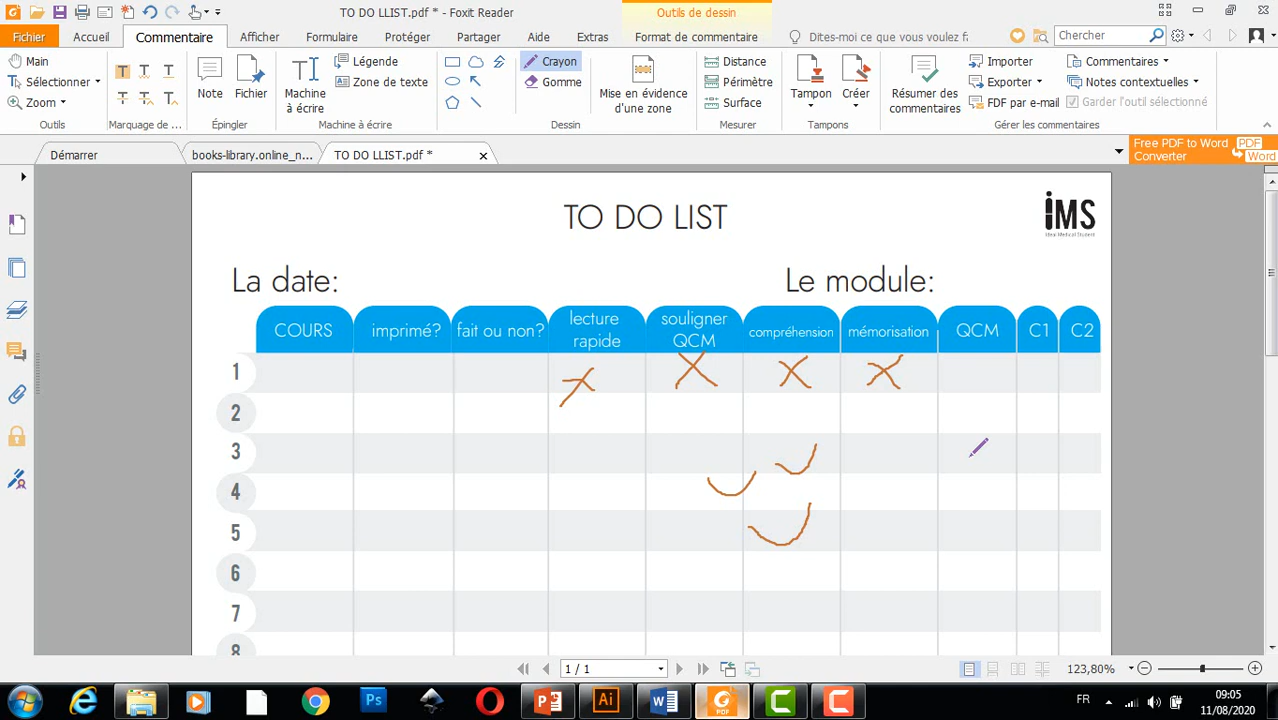 TO DO LLIST.pdf * - Foxit Reader
Outils de dessin
Fichier
Accueil
Commentaire
Afficher
Formulaire
Protéger
Partager
Aide
Extras
Format de commentaire
Dites-moi ce que vous voulez f.
Chercher
Main
Sélectionner
Zoom
Outils
T T T
Marquage de ...
Note
Fichier
Épingler
Machine
à écrire
Légende
Zone de texte
Machine à écrire
Crayon
Gomme
Dessin
Mise en évidence
d'une zone
Distance
Périmètre
Surface
Mesurer
Tampon
Créer
Tampons
Résumer des
commentaires
Importer
Exporter
FDF par e-mail
Commentaires
Notes contextuelles
Garder l'outil sélectionné
Gérer les commentaires
Démarrer
books-library.online_n...
TO DO LLIST.pdf *
Free PDF to Word
Converter
PDF
Word
TO DO LIST
iMS
Ideal Medical Student
La date:
Le module:
COURS
imprimé?
fait ou non?
lecture
rapide
souligner
QCM
compréhension
mémorisation
QCM
C1
C2
1
2
3
4
5
6
7
8
1 / 1
123,80%
Ps
Ai
PDF
FR
09:05
11/08/2020